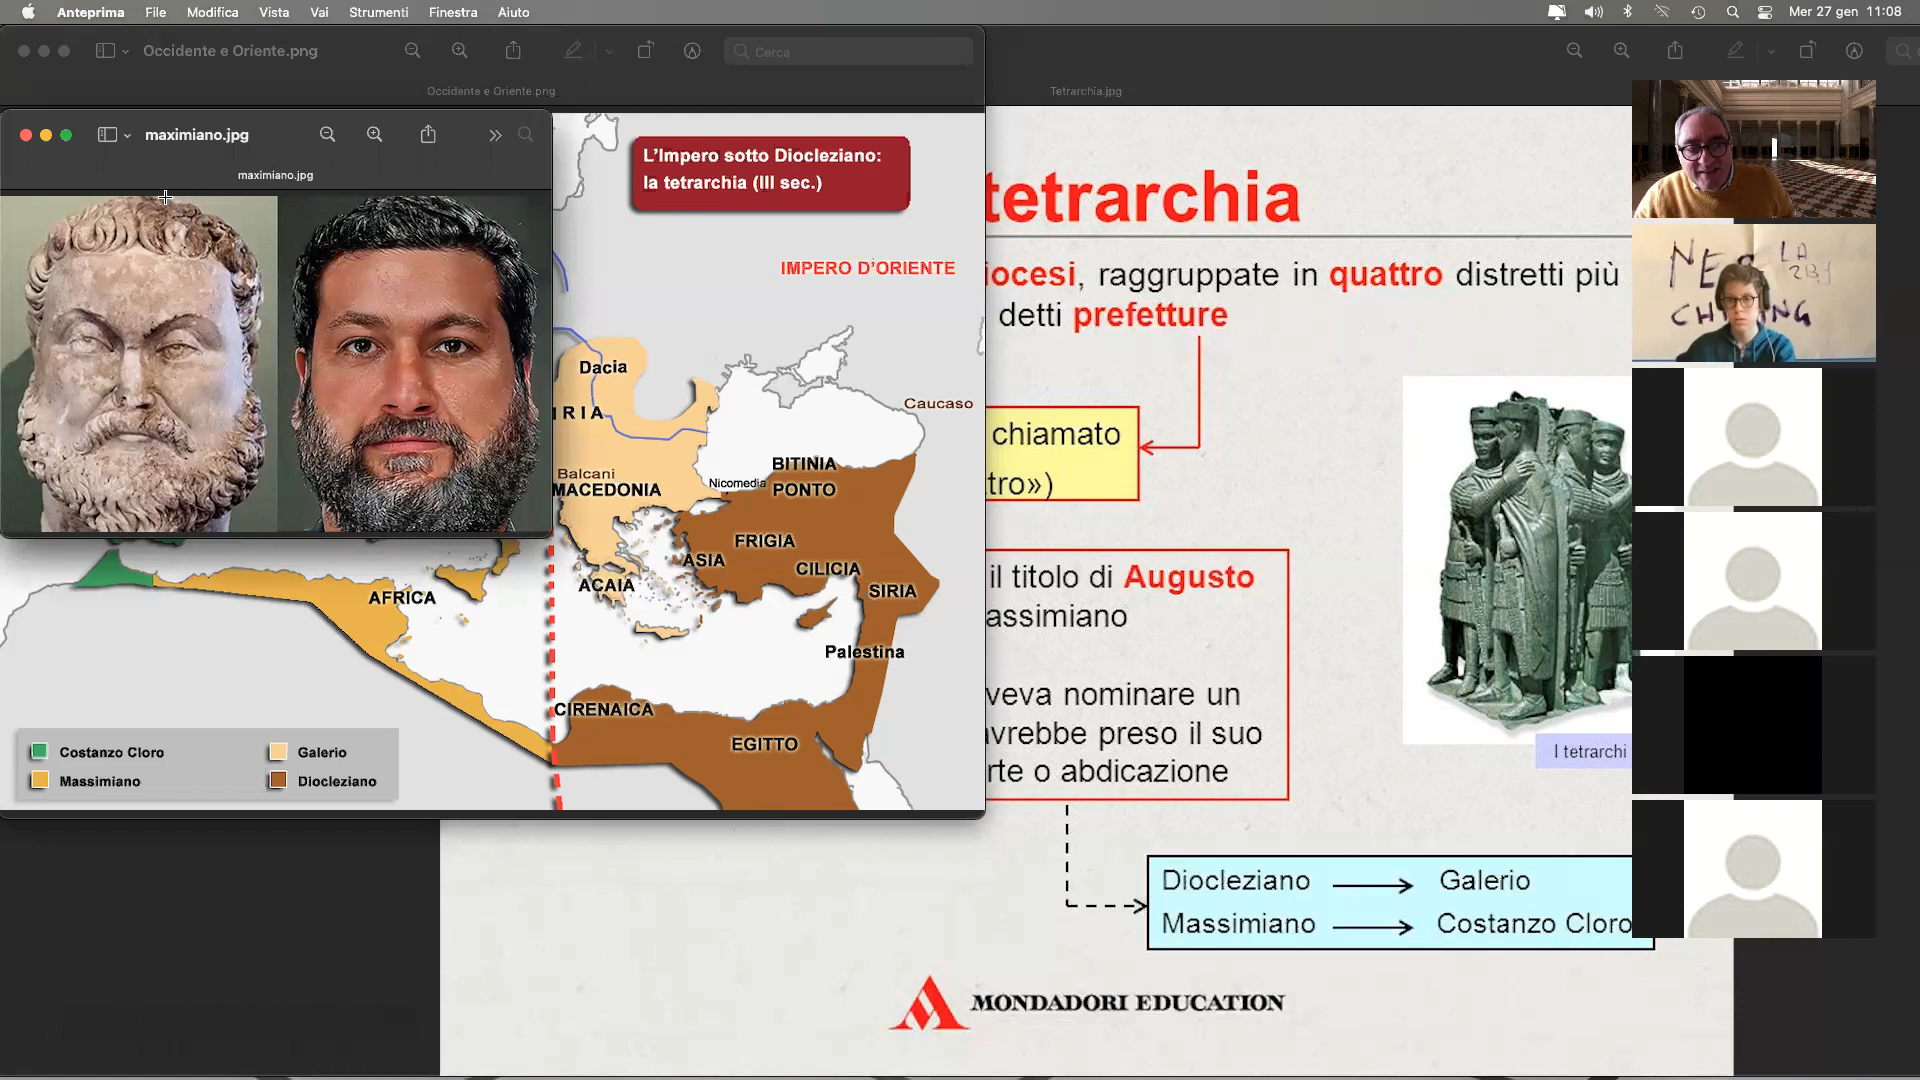 Anteprima File Modifica Vista Vai Strumenti Finestra Aiuto
Mer 27 gen 11:08
Occidente e Oriente.png
Cerca
Occidente e Oriente.png
Tetrarchia.jpg
maximiano.jpg
maximiano.jpg
L'Impero sotto Diocleziano:
la tetrarchia (III sec.)
IMPERO D'ORIENTE
Dacia
IRIA
Caucaso
Balcani
MACEDONIA
Nicomedia
BITINIA
PONTO
FRIGIA
ASIA
CILICIA
ACAIA
SIRIA
AFRICA
Palestina
CIRENAICA
EGITTO
Costanzo Cloro
Galerio
Massimiano
Diocleziano
tetrarchia
iocesi, raggruppate in quattro distretti più
detti prefetture
chiamato
tro»)
il titolo di Augusto
assimiano
veva nominare un
avrebbe preso il suo
rte o abdicazione
I tetrarchi
Diocleziano Galerio
Massimiano Costanzo Cloro
MONDADORI EDUCATION
LA
2BJ